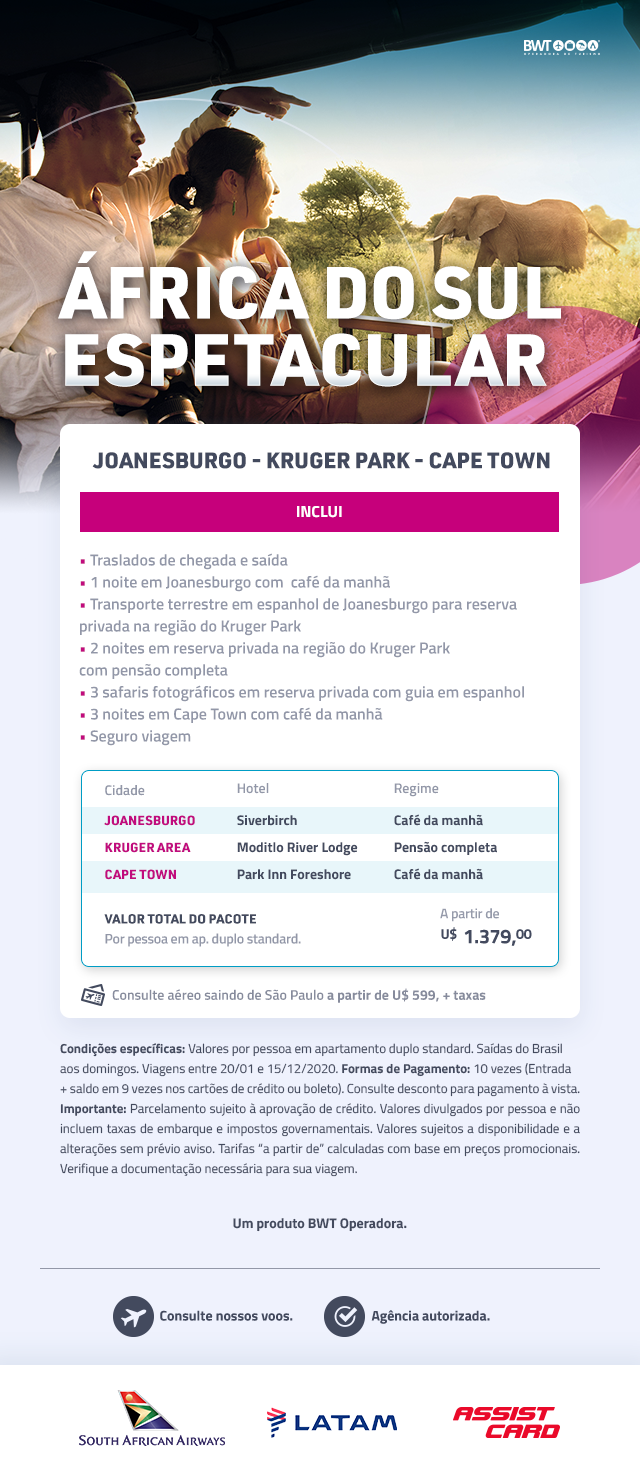 BWT
OPERADORA DE TURISMO
ÁFRICA DO SUL
ESPETACULAR
JOANESBURGO - KRUGER PARK - CAPE TOWN
INCLUI
▪ Traslados de chegada e saída
▪ 1 noite em Joanesburgo com  café da manhã
▪ Transporte terrestre em espanhol de Joanesburgo para reserva
privada na região do Kruger Park
▪ 2 noites em reserva privada na região do Kruger Park
com pensão completa
▪ 3 safaris fotográficos em reserva privada com guia em espanhol
▪ 3 noites em Cape Town com café da manhã
▪ Seguro viagem
Cidade Hotel Regime
JOANESBURGO Siverbirch Café da manhã
KRUGER AREA Moditlo River Lodge Pensão completa
CAPE TOWN Park Inn Foreshore Café da manhã
VALOR TOTAL DO PACOTE
Por pessoa em ap. duplo standard.
A partir de
U$ 1.379,00
Consulte aéreo saindo de São Paulo a partir de U$ 599, + taxas
Condições específicas: Valores por pessoa em apartamento duplo standard. Saídas do Brasil
aos domingos. Viagens entre 20/01 e 15/12/2020. Formas de Pagamento: 10 vezes (Entrada
+ saldo em 9 vezes nos cartões de crédito ou boleto). Consulte desconto para pagamento à vista.
Importante: Parcelamento sujeito à aprovação de crédito. Valores divulgados por pessoa e não
incluem taxas de embarque e impostos governamentais. Valores sujeitos a disponibilidade e a
alterações sem prévio aviso. Tarifas “a partir de” calculadas com base em preços promocionais.
Verifique a documentação necessária para sua viagem.
Um produto BWT Operadora.
Consulte nossos voos.
Agência autorizada.
SOUTH AFRICAN AIRWAYS
LATAM
ASSIST
CARD